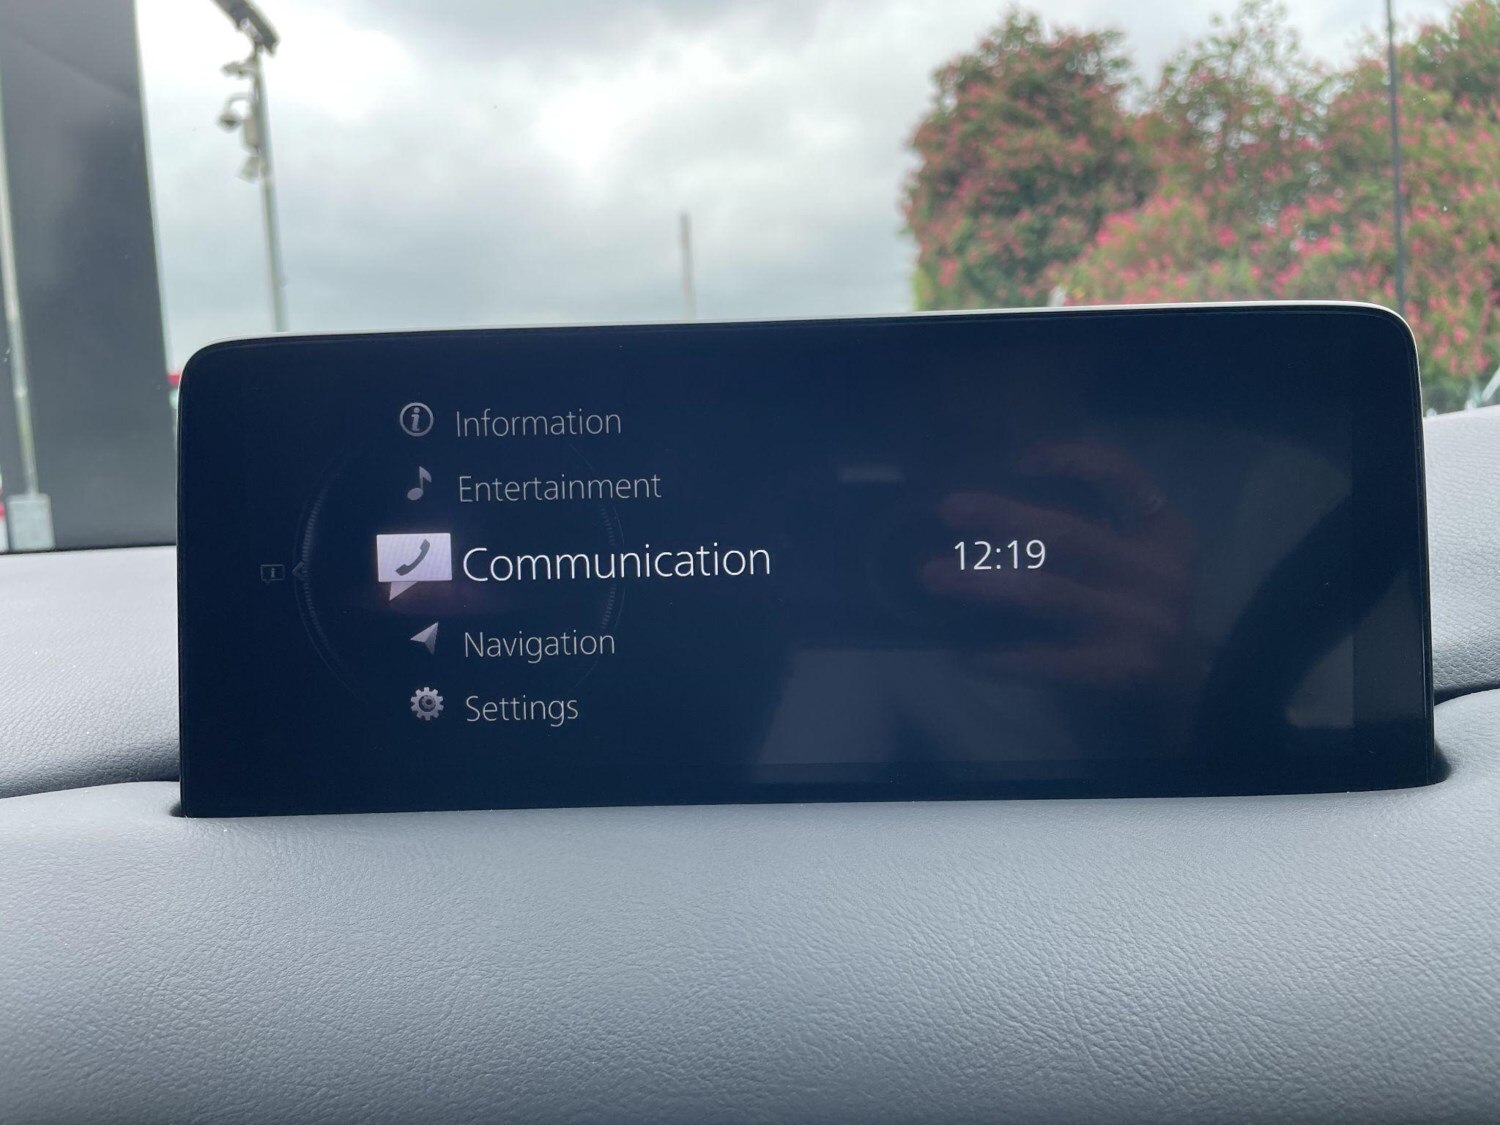 Information
Entertainment
Communication
12:19
Navigation
Settings